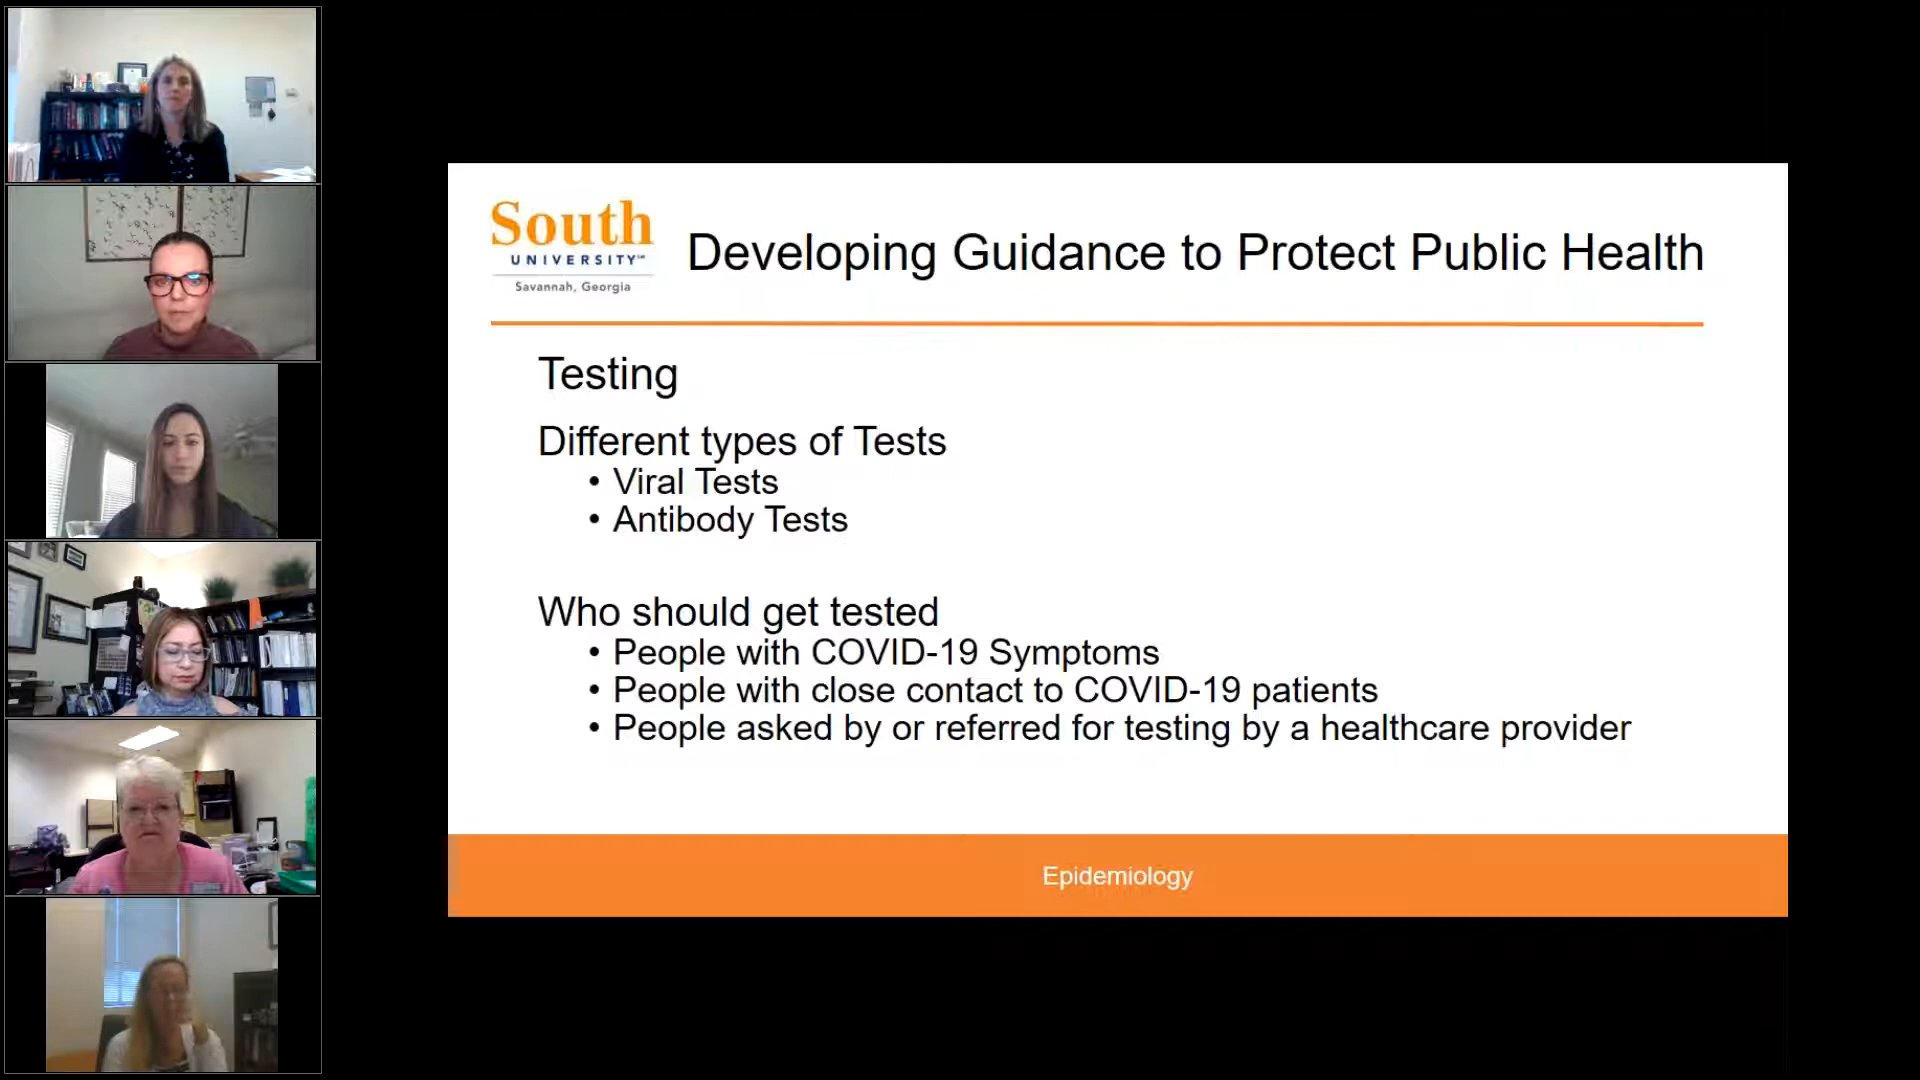 South
UNIVERSITY℠
Savannah, Georgia
Developing Guidance to Protect Public Health
Testing
Different types of Tests
• Viral Tests
• Antibody Tests
Who should get tested
• People with COVID-19 Symptoms
• People with close contact to COVID-19 patients
• People asked by or referred for testing by a healthcare provider
Epidemiology